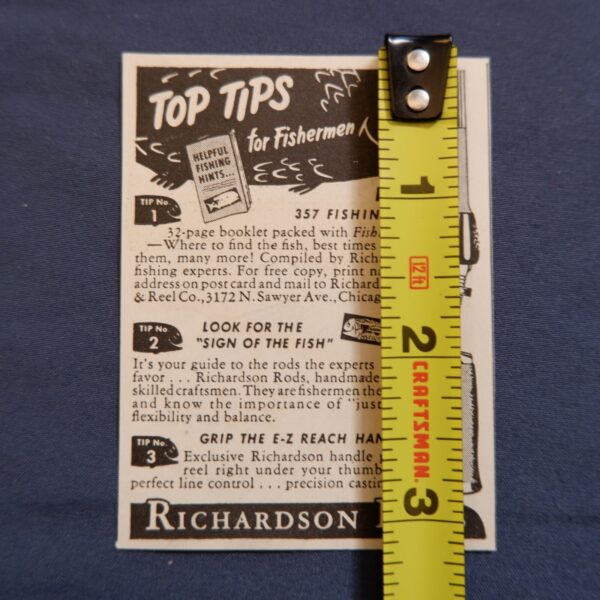 TOP TIPS
for Fishermen
HELPFUL
FISHING
HINTS...
TIP No.
1
357 FISHIN
32-page booklet packed with Fish
—Where to find the fish, best times
them, many more! Compiled by Rich
fishing experts. For free copy, print na
address on post card and mail to Richard
& Reel Co., 3172 N. Sawyer Ave., Chicag
TIP No.
2
LOOK FOR THE
"SIGN OF THE FISH"
It's your guide to the rods the experts
favor . . . Richardson Rods, handmade
skilled craftsmen. They are fishermen the
and know the importance of "just
flexibility and balance.
TIP No.
3
GRIP THE E-Z REACH HAN
Exclusive Richardson handle
reel right under your thumb
perfect line control . . . precision castin
RICHARDSON
1
12ft
2
CRAFTSMAN
3